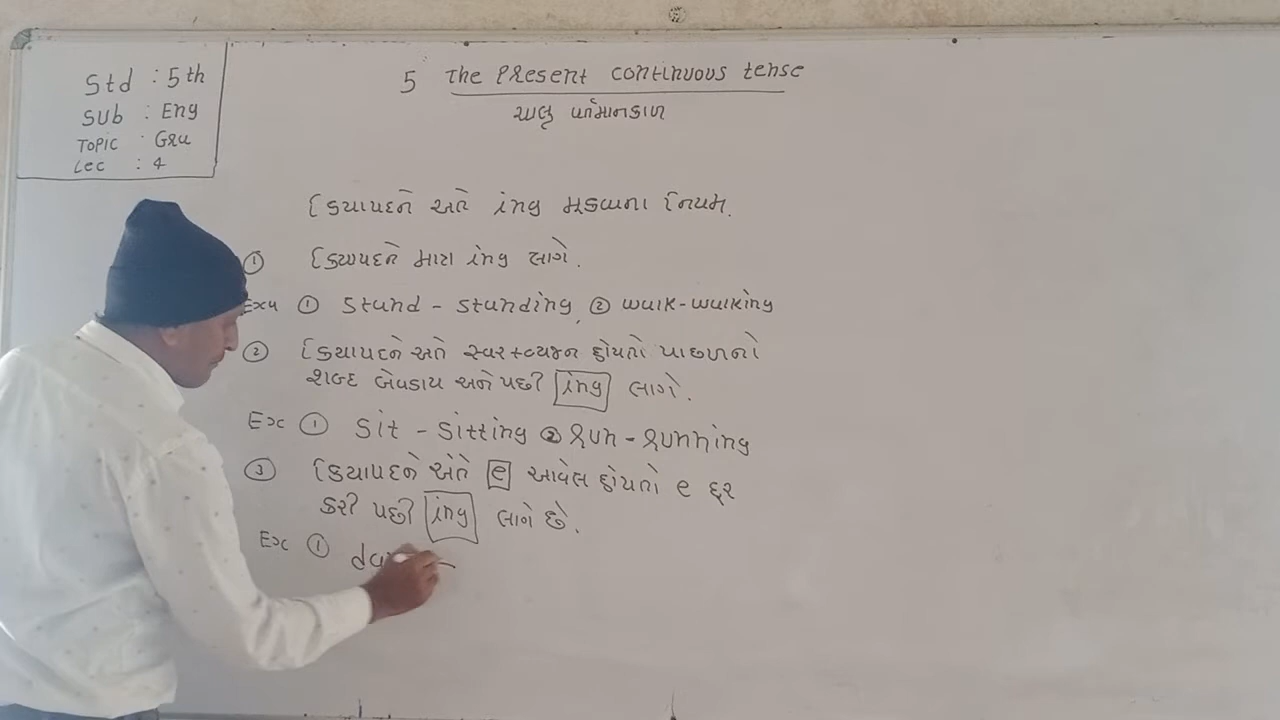 Std : 5th
Sub : Eng
Topic : Gra
Lec : 4
5 The Present continuous tense
ચાલુ વર્તમાનકાળ
ક્રિયાપદને અંતે ing મૂકવાના નિયમ.
① ક્રિયાપદને મારા ing લાગે.
Exa ① Stand - Standing, ② walk - walking
② ક્રિયાપદને અંતે સ્વર + વ્યંજન હોયતો પાછળનો
શબ્દ બેવડાય અને પછી ing લાગે.
Ex ① Sit - Sitting ② Run - Running
③ ક્રિયાપદને અંતે e આવેલ હોયતો e દૂર
કરી પછી ing લાગે છે.
Ex ①